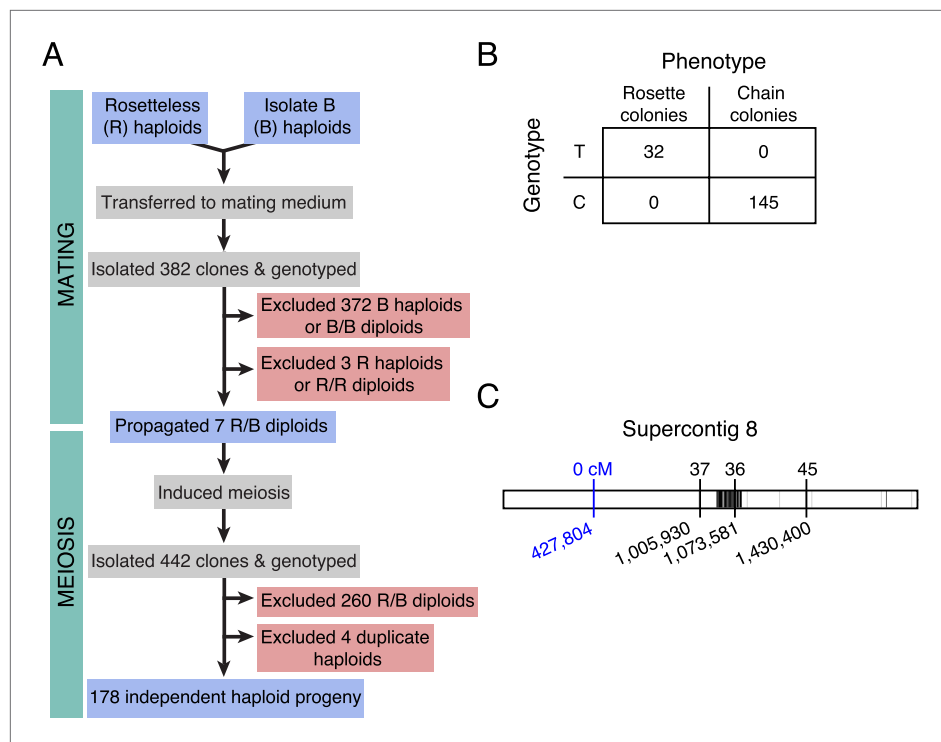 A
MATING
Rosetteless
(R) haploids
Isolate B
(B) haploids
Transferred to mating medium
Isolated 382 clones & genotyped
Excluded 372 B haploids
or B/B diploids
Excluded 3 R haploids
or R/R diploids
Propagated 7 R/B diploids
MEIOSIS
Induced meiosis
Isolated 442 clones & genotyped
Excluded 260 R/B diploids
Excluded 4 duplicate
haploids
178 independent haploid progeny
B
Phenotype
Rosette
colonies
Chain
colonies
Genotype
T 32 0
C 0 145
C
Supercontig 8
0 cM 37 36 45
427,804 1,005,930 1,073,581 1,430,400